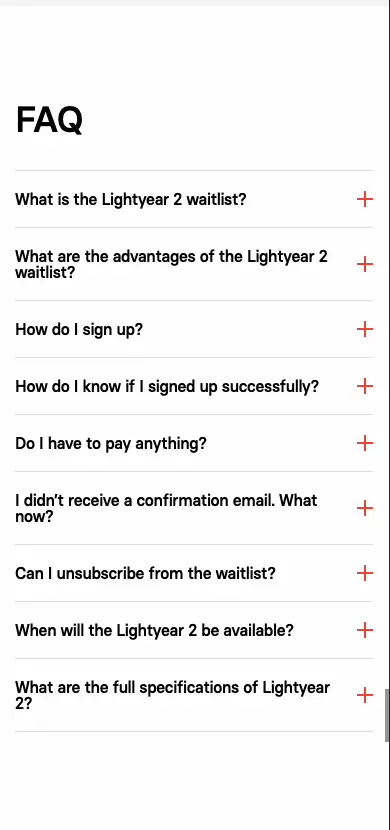 FAQ
What is the Lightyear 2 waitlist?
What are the advantages of the Lightyear 2
waitlist?
How do I sign up?
How do I know if I signed up successfully?
Do I have to pay anything?
I didn't receive a confirmation email. What
now?
Can I unsubscribe from the waitlist?
When will the Lightyear 2 be available?
What are the full specifications of Lightyear
2?